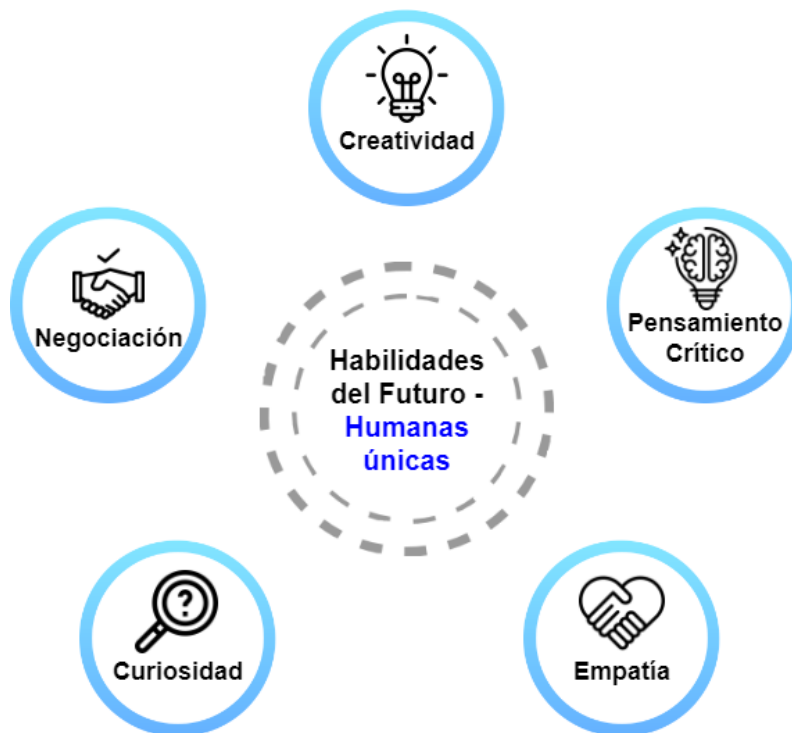 Creatividad
Negociación
Pensamiento
Crítico
Habilidades
del Futuro -
Humanas
únicas
?
Curiosidad
Empatía